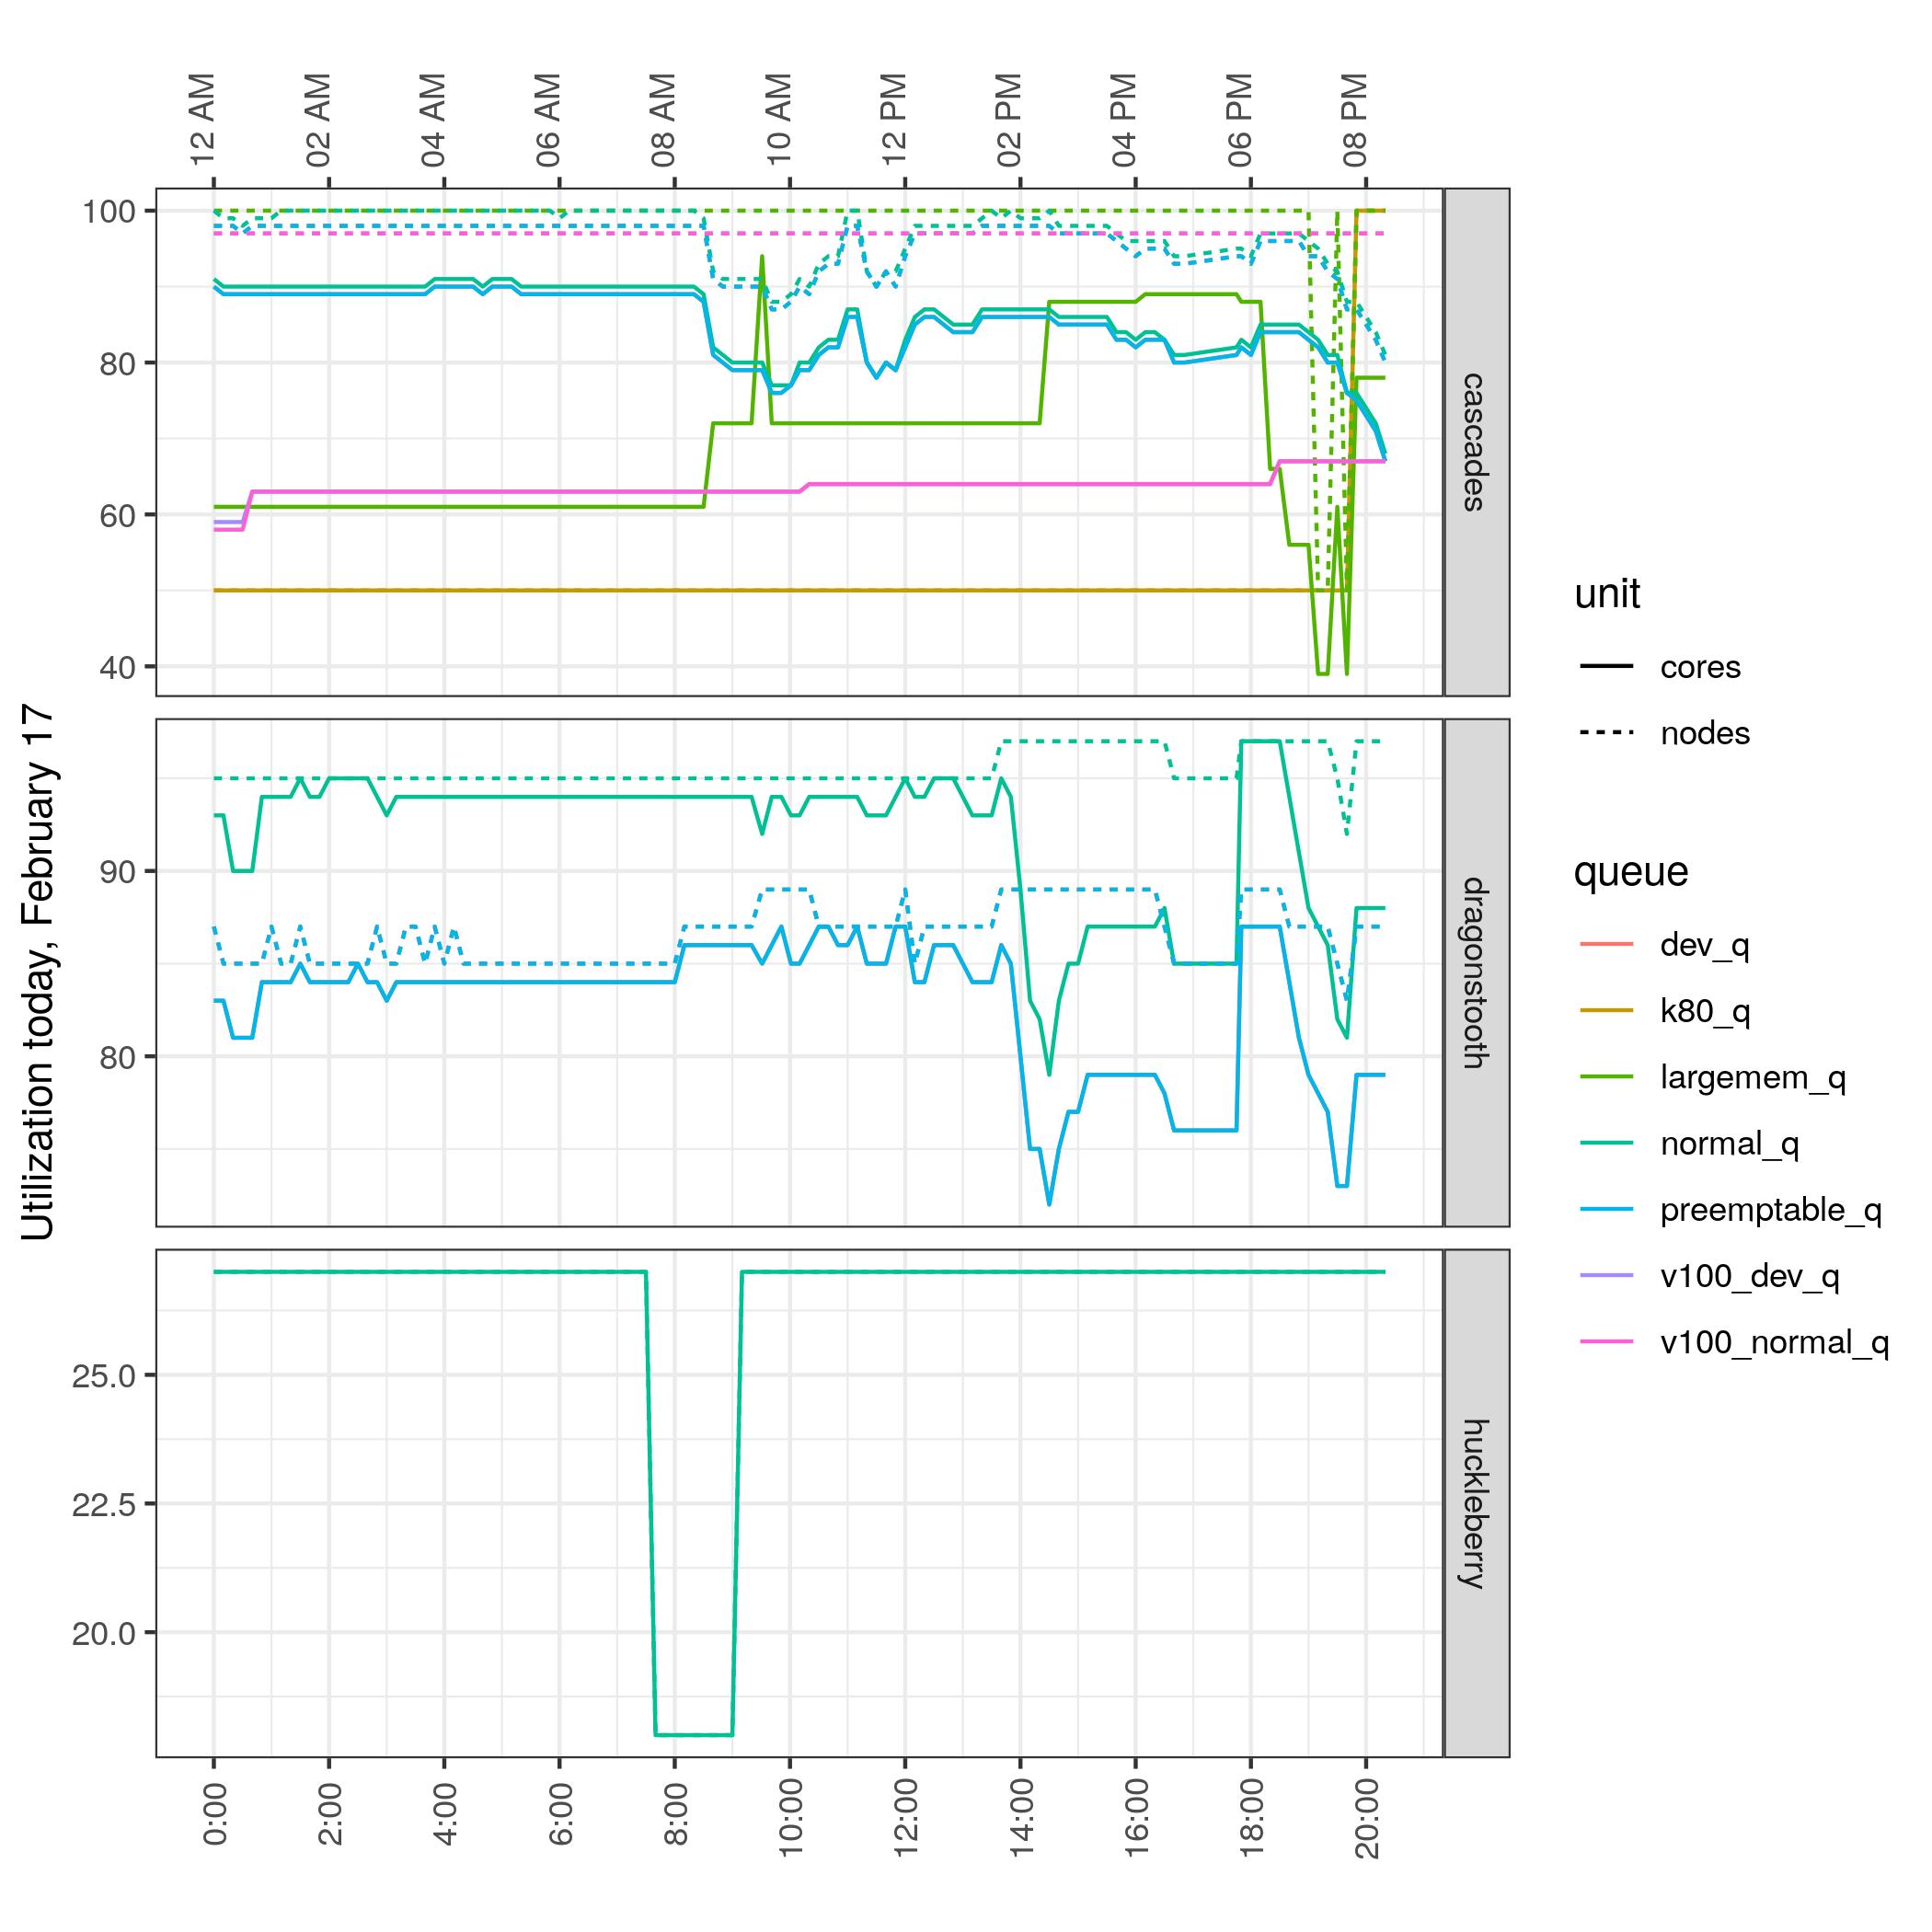 12 AM
02 AM
04 AM
06 AM
08 AM
10 AM
12 PM
02 PM
04 PM
06 PM
08 PM
Utilization today, February 17
100
80
60
40
cascades
90
80
dragonstooth
25.0
22.5
20.0
huckleberry
0:00
2:00
4:00
6:00
8:00
10:00
12:00
14:00
16:00
18:00
20:00
unit
cores
nodes
queue
dev_q
k80_q
largemem_q
normal_q
preemptable_q
v100_dev_q
v100_normal_q